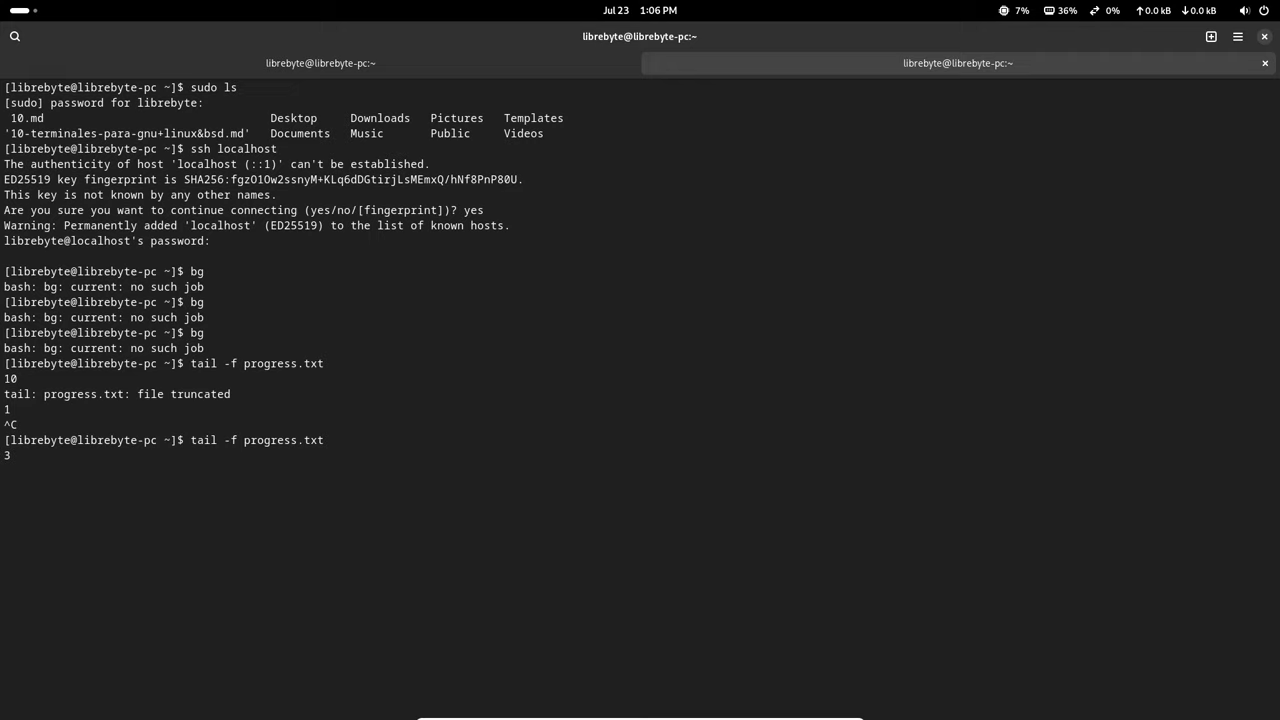 Jul 23 1:06 PM
7% 36% 0% ↑0.0 kB ↓0.0 kB
librebyte@librebyte-pc:~
librebyte@librebyte-pc:~ librebyte@librebyte-pc:~
[librebyte@librebyte-pc ~]$ sudo ls
[sudo] password for librebyte:
10.md Desktop Downloads Pictures Templates
'10-terminales-para-gnu+linux&bsd.md' Documents Music Public Videos
[librebyte@librebyte-pc ~]$ ssh localhost
The authenticity of host 'localhost (::1)' can't be established.
ED25519 key fingerprint is SHA256:fgzO1Ow2ssnyM+KLq6dDGtirjLsMEmxQ/hNf8PnP80U.
This key is not known by any other names.
Are you sure you want to continue connecting (yes/no/[fingerprint])? yes
Warning: Permanently added 'localhost' (ED25519) to the list of known hosts.
librebyte@localhost's password:
[librebyte@librebyte-pc ~]$ bg
bash: bg: current: no such job
[librebyte@librebyte-pc ~]$ bg
bash: bg: current: no such job
[librebyte@librebyte-pc ~]$ bg
bash: bg: current: no such job
[librebyte@librebyte-pc ~]$ tail -f progress.txt
10
tail: progress.txt: file truncated
1
^C
[librebyte@librebyte-pc ~]$ tail -f progress.txt
3